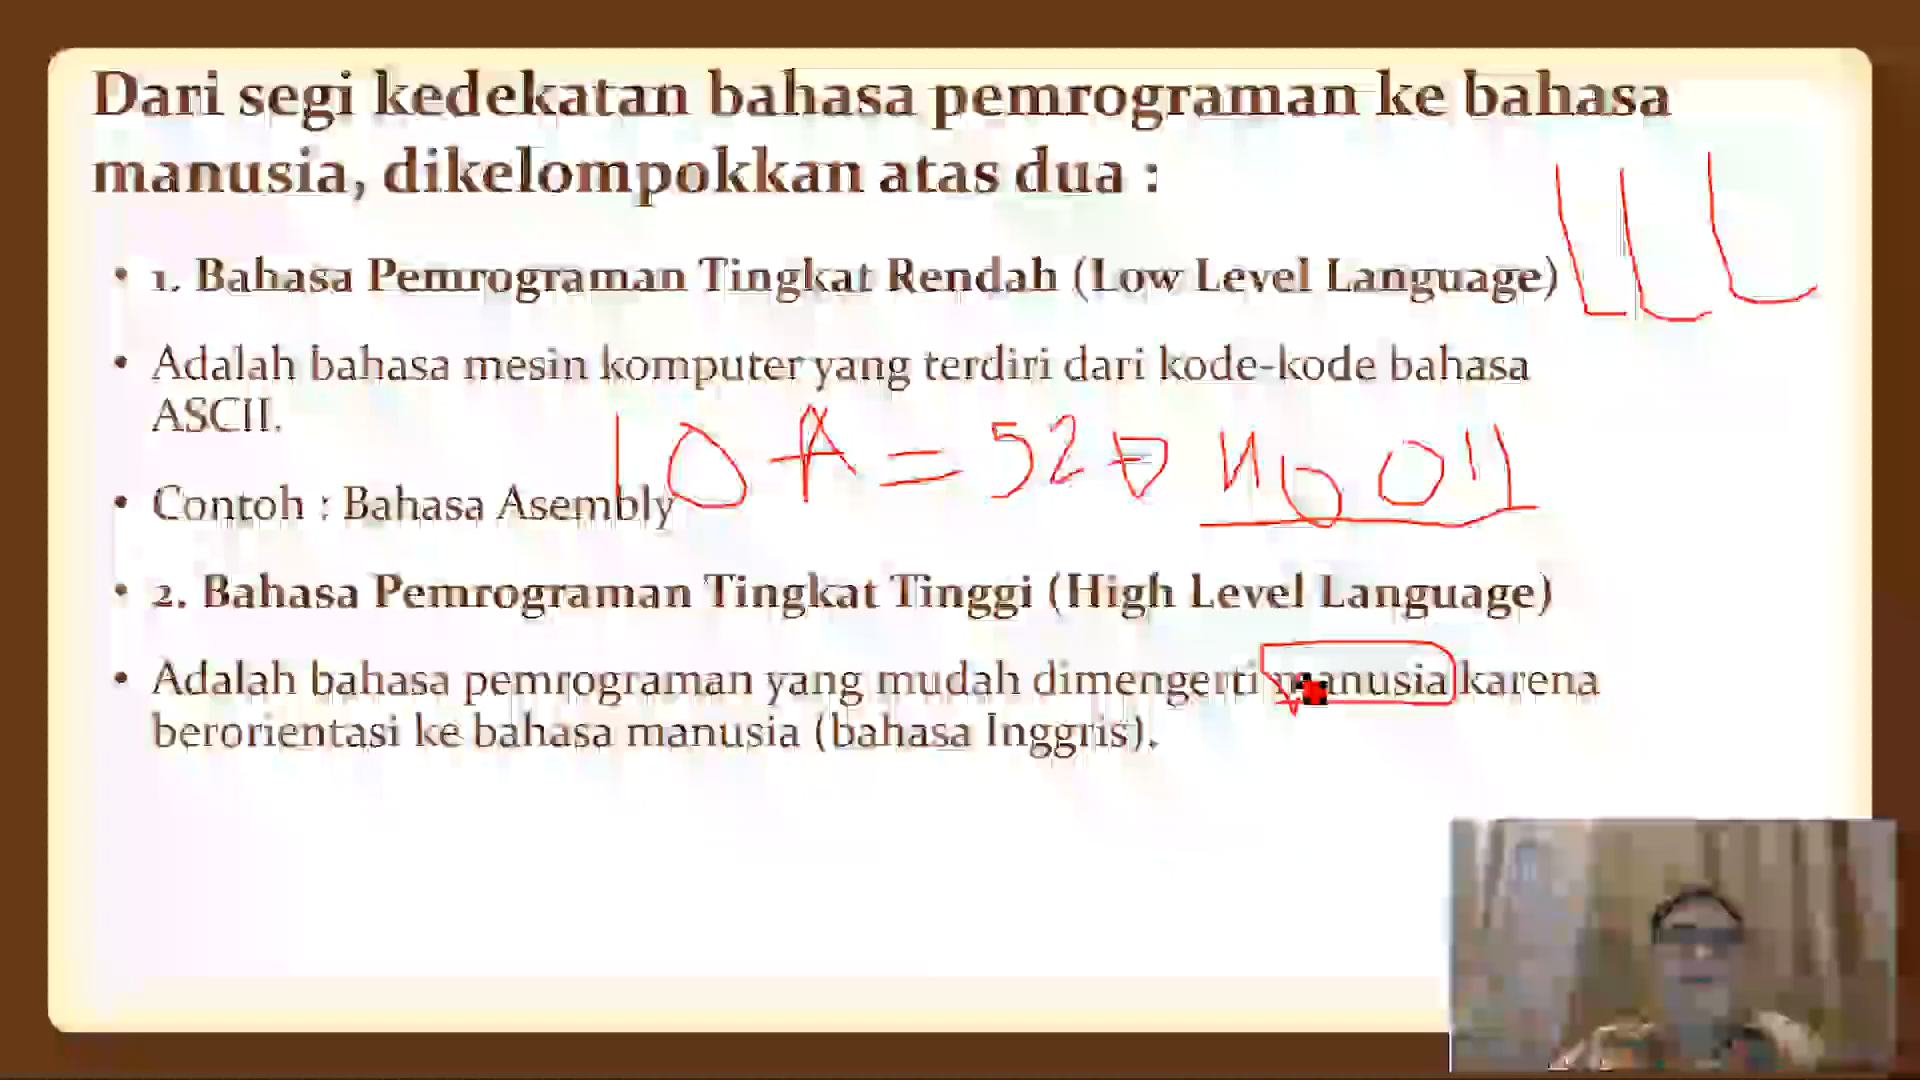 Dari segi kedekatan bahasa pemrograman ke bahasa
manusia, dikelompokkan atas dua :
• 1. Bahasa Pemrograman Tingkat Rendah (Low Level Language)
LLL
• Adalah bahasa mesin komputer yang terdiri dari kode-kode bahasa
ASCII.
10 A = 52
• Contoh : Bahasa Asembly
• 2. Bahasa Pemrograman Tingkat Tinggi (High Level Language)
• Adalah bahasa pemrograman yang mudah dimengerti manusia karena
berorientasi ke bahasa manusia (bahasa Inggris).